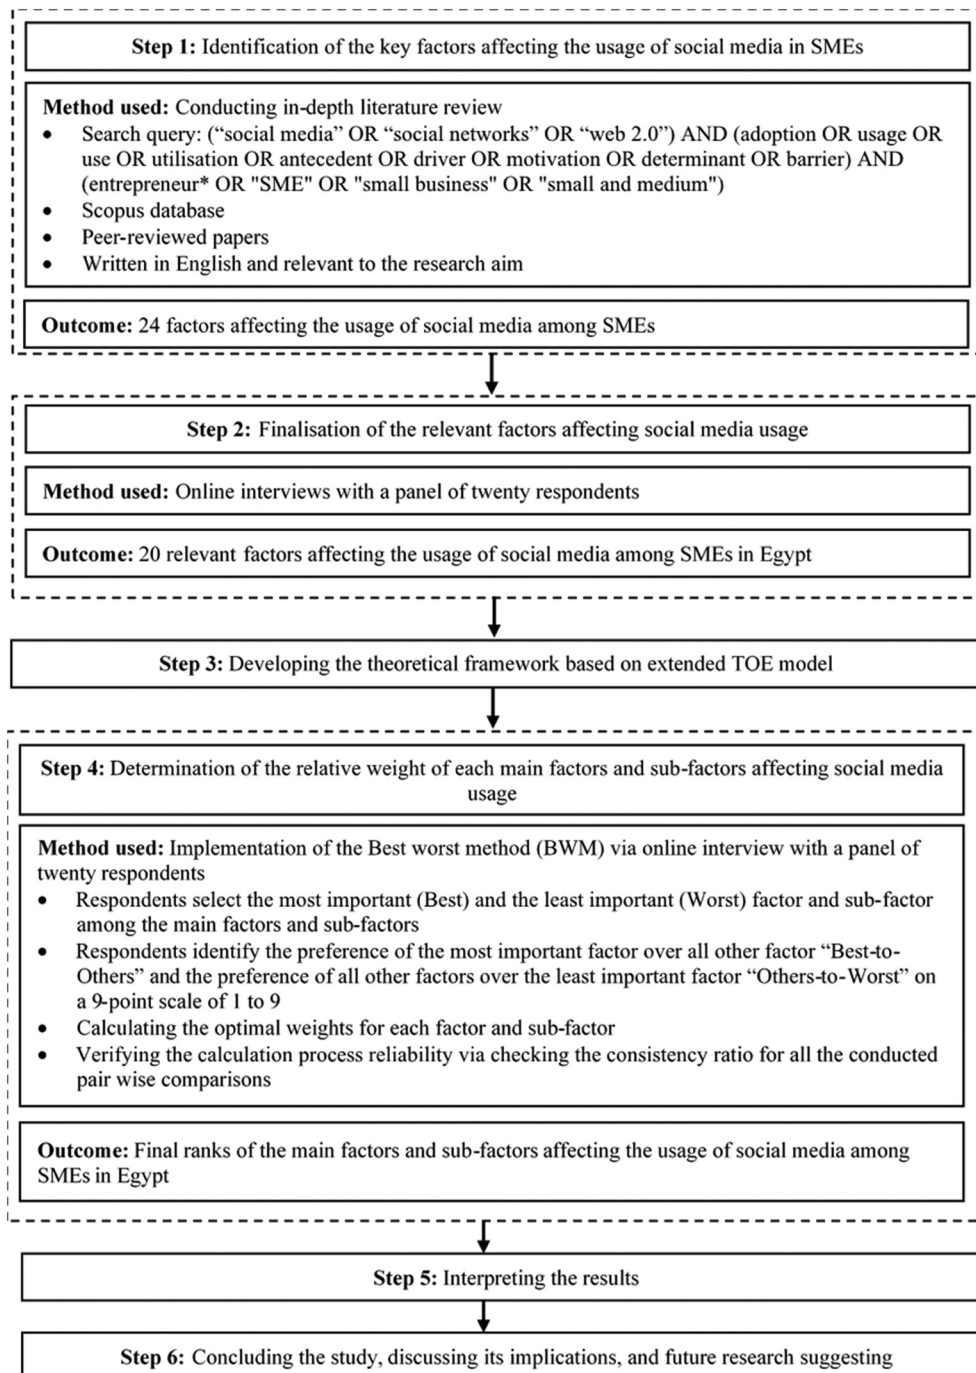 Step 1: Identification of the key factors affecting the usage of social media in SMEs
Method used: Conducting in-depth literature review
• Search query: (“social media” OR “social networks” OR “web 2.0”) AND (adoption OR usage OR
use OR utilisation OR antecedent OR driver OR motivation OR determinant OR barrier) AND
(entrepreneur* OR "SME" OR "small business" OR "small and medium")
• Scopus database
• Peer-reviewed papers
• Written in English and relevant to the research aim
Outcome: 24 factors affecting the usage of social media among SMEs
Step 2: Finalisation of the relevant factors affecting social media usage
Method used: Online interviews with a panel of twenty respondents
Outcome: 20 relevant factors affecting the usage of social media among SMEs in Egypt
Step 3: Developing the theoretical framework based on extended TOE model
Step 4: Determination of the relative weight of each main factors and sub-factors affecting social media
usage
Method used: Implementation of the Best worst method (BWM) via online interview with a panel of
twenty respondents
• Respondents select the most important (Best) and the least important (Worst) factor and sub-factor
among the main factors and sub-factors
• Respondents identify the preference of the most important factor over all other factor “Best-to-
Others” and the preference of all other factors over the least important factor “Others-to-Worst” on
a 9-point scale of 1 to 9
• Calculating the optimal weights for each factor and sub-factor
• Verifying the calculation process reliability via checking the consistency ratio for all the conducted
pair wise comparisons
Outcome: Final ranks of the main factors and sub-factors affecting the usage of social media among
SMEs in Egypt
Step 5: Interpreting the results
Step 6: Concluding the study, discussing its implications, and future research suggesting